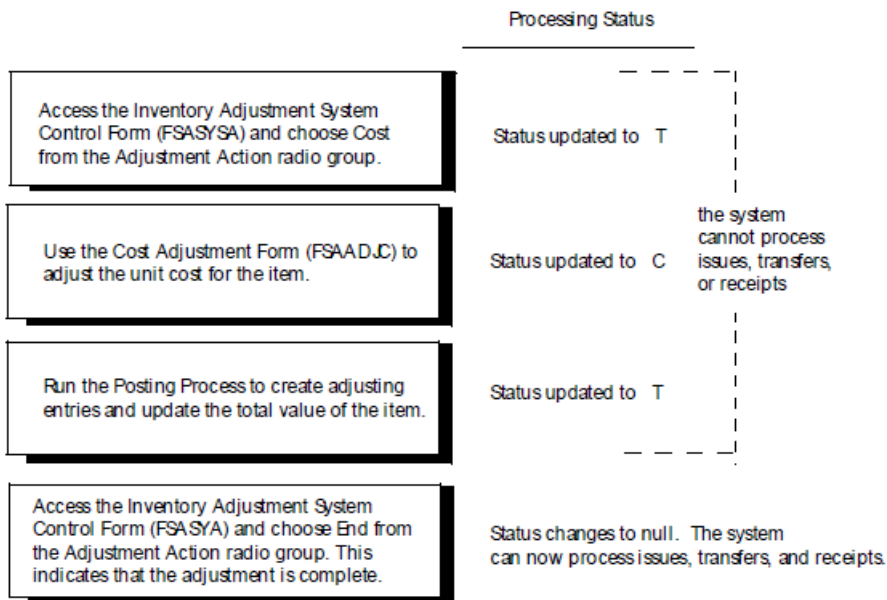 Processing Status
Access the Inventory Adjustment System
Control Form (FSASYSA) and choose Cost
from the Adjustment Action radio group.
Status updated to T
Use the Cost Adjustment Form (FSAADJC) to
adjust the unit cost for the item.
Status updated to C
the system
cannot process
issues, transfers,
or receipts
Run the Posting Process to create adjusting
entries and update the total value of the item.
Status updated to T
Access the Inventory Adjustment System
Control Form (FSASYA) and choose End from
the Adjustment Action radio group. This
indicates that the adjustment is complete.
Status changes to null. The system
can now process issues, transfers, and receipts.